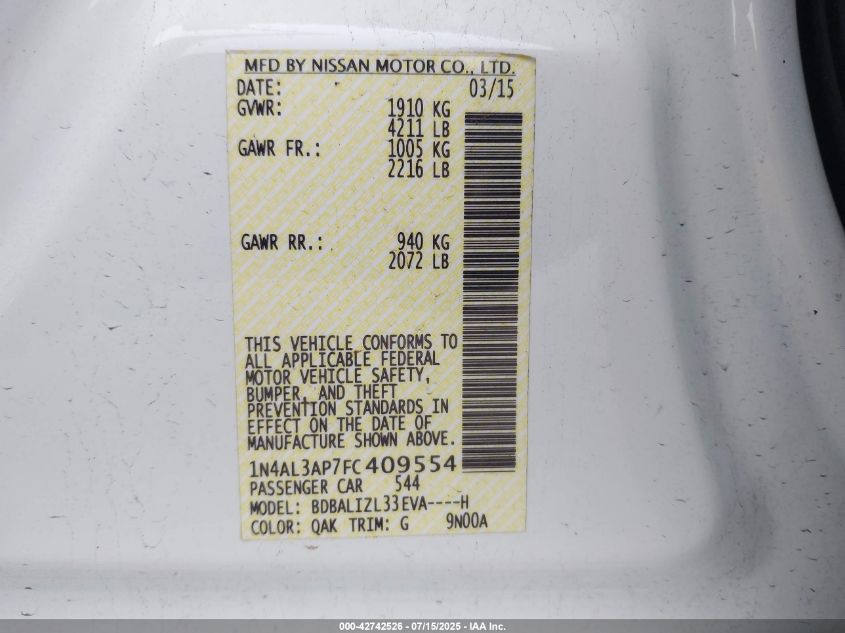 MFD BY NISSAN MOTOR CO., LTD.
DATE: 03/15
GVWR: 1910 KG
4211 LB
GAWR FR.: 1005 KG
2216 LB
GAWR RR.: 940 KG
2072 LB
THIS VEHICLE CONFORMS TO
ALL APPLICABLE FEDERAL
MOTOR VEHICLE SAFETY,
BUMPER, AND THEFT
PREVENTION STANDARDS IN
EFFECT ON THE DATE OF
MANUFACTURE SHOWN ABOVE.
1N4AL3AP7FC409554
PASSENGER CAR 544
MODEL: BDBALIZL33EVA----H
COLOR: QAK TRIM: G 9N00A
000-42742526 - 07/15/2025 - IAA Inc.